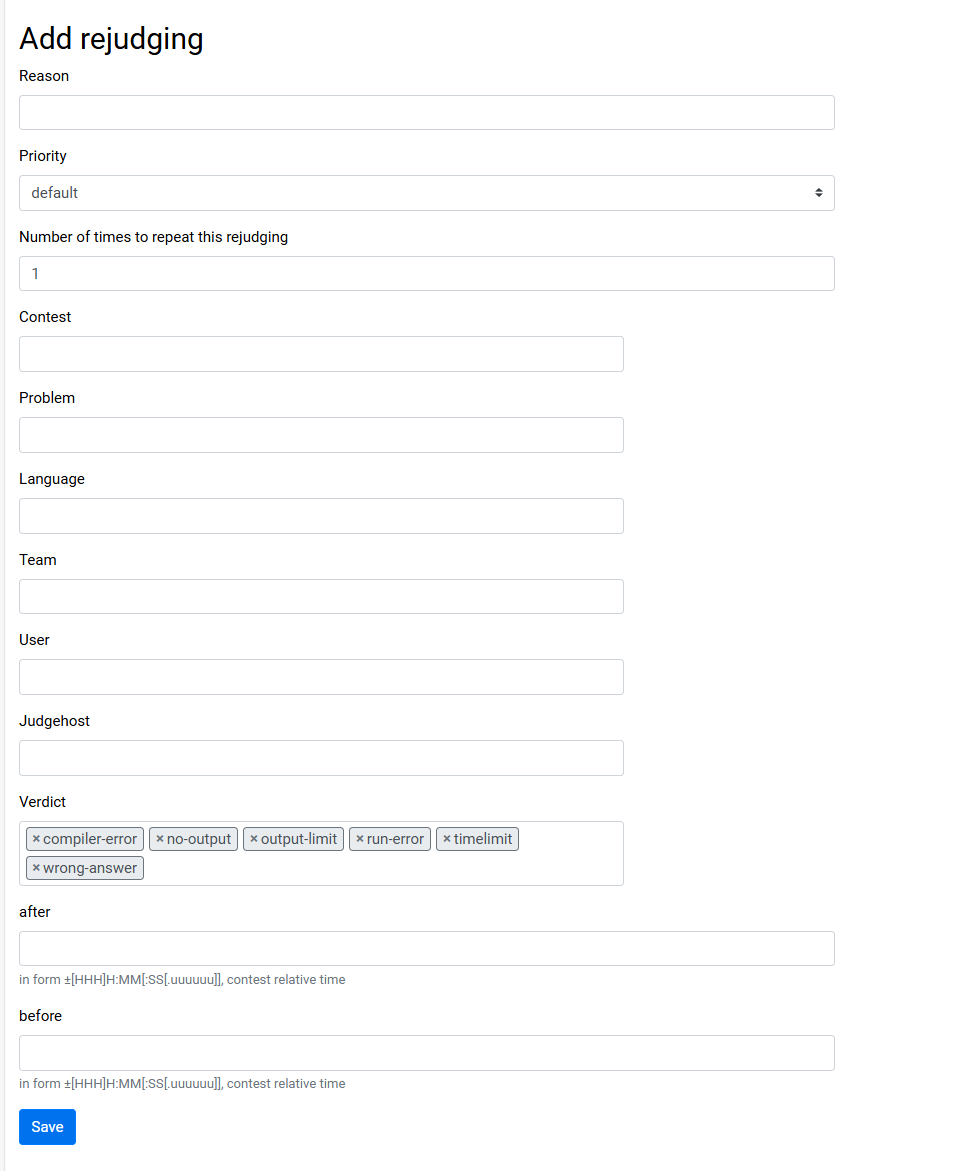 Add rejudging
Reason
Priority
default
Number of times to repeat this rejudging
1
Contest
Problem
Language
Team
User
Judgehost
Verdict
×compiler-error ×no-output ×output-limit ×run-error ×timelimit
×wrong-answer
after
in form ±[HHH]H:MM[:SS[.uuuuuu]], contest relative time
before
in form ±[HHH]H:MM[:SS[.uuuuuu]], contest relative time
Save